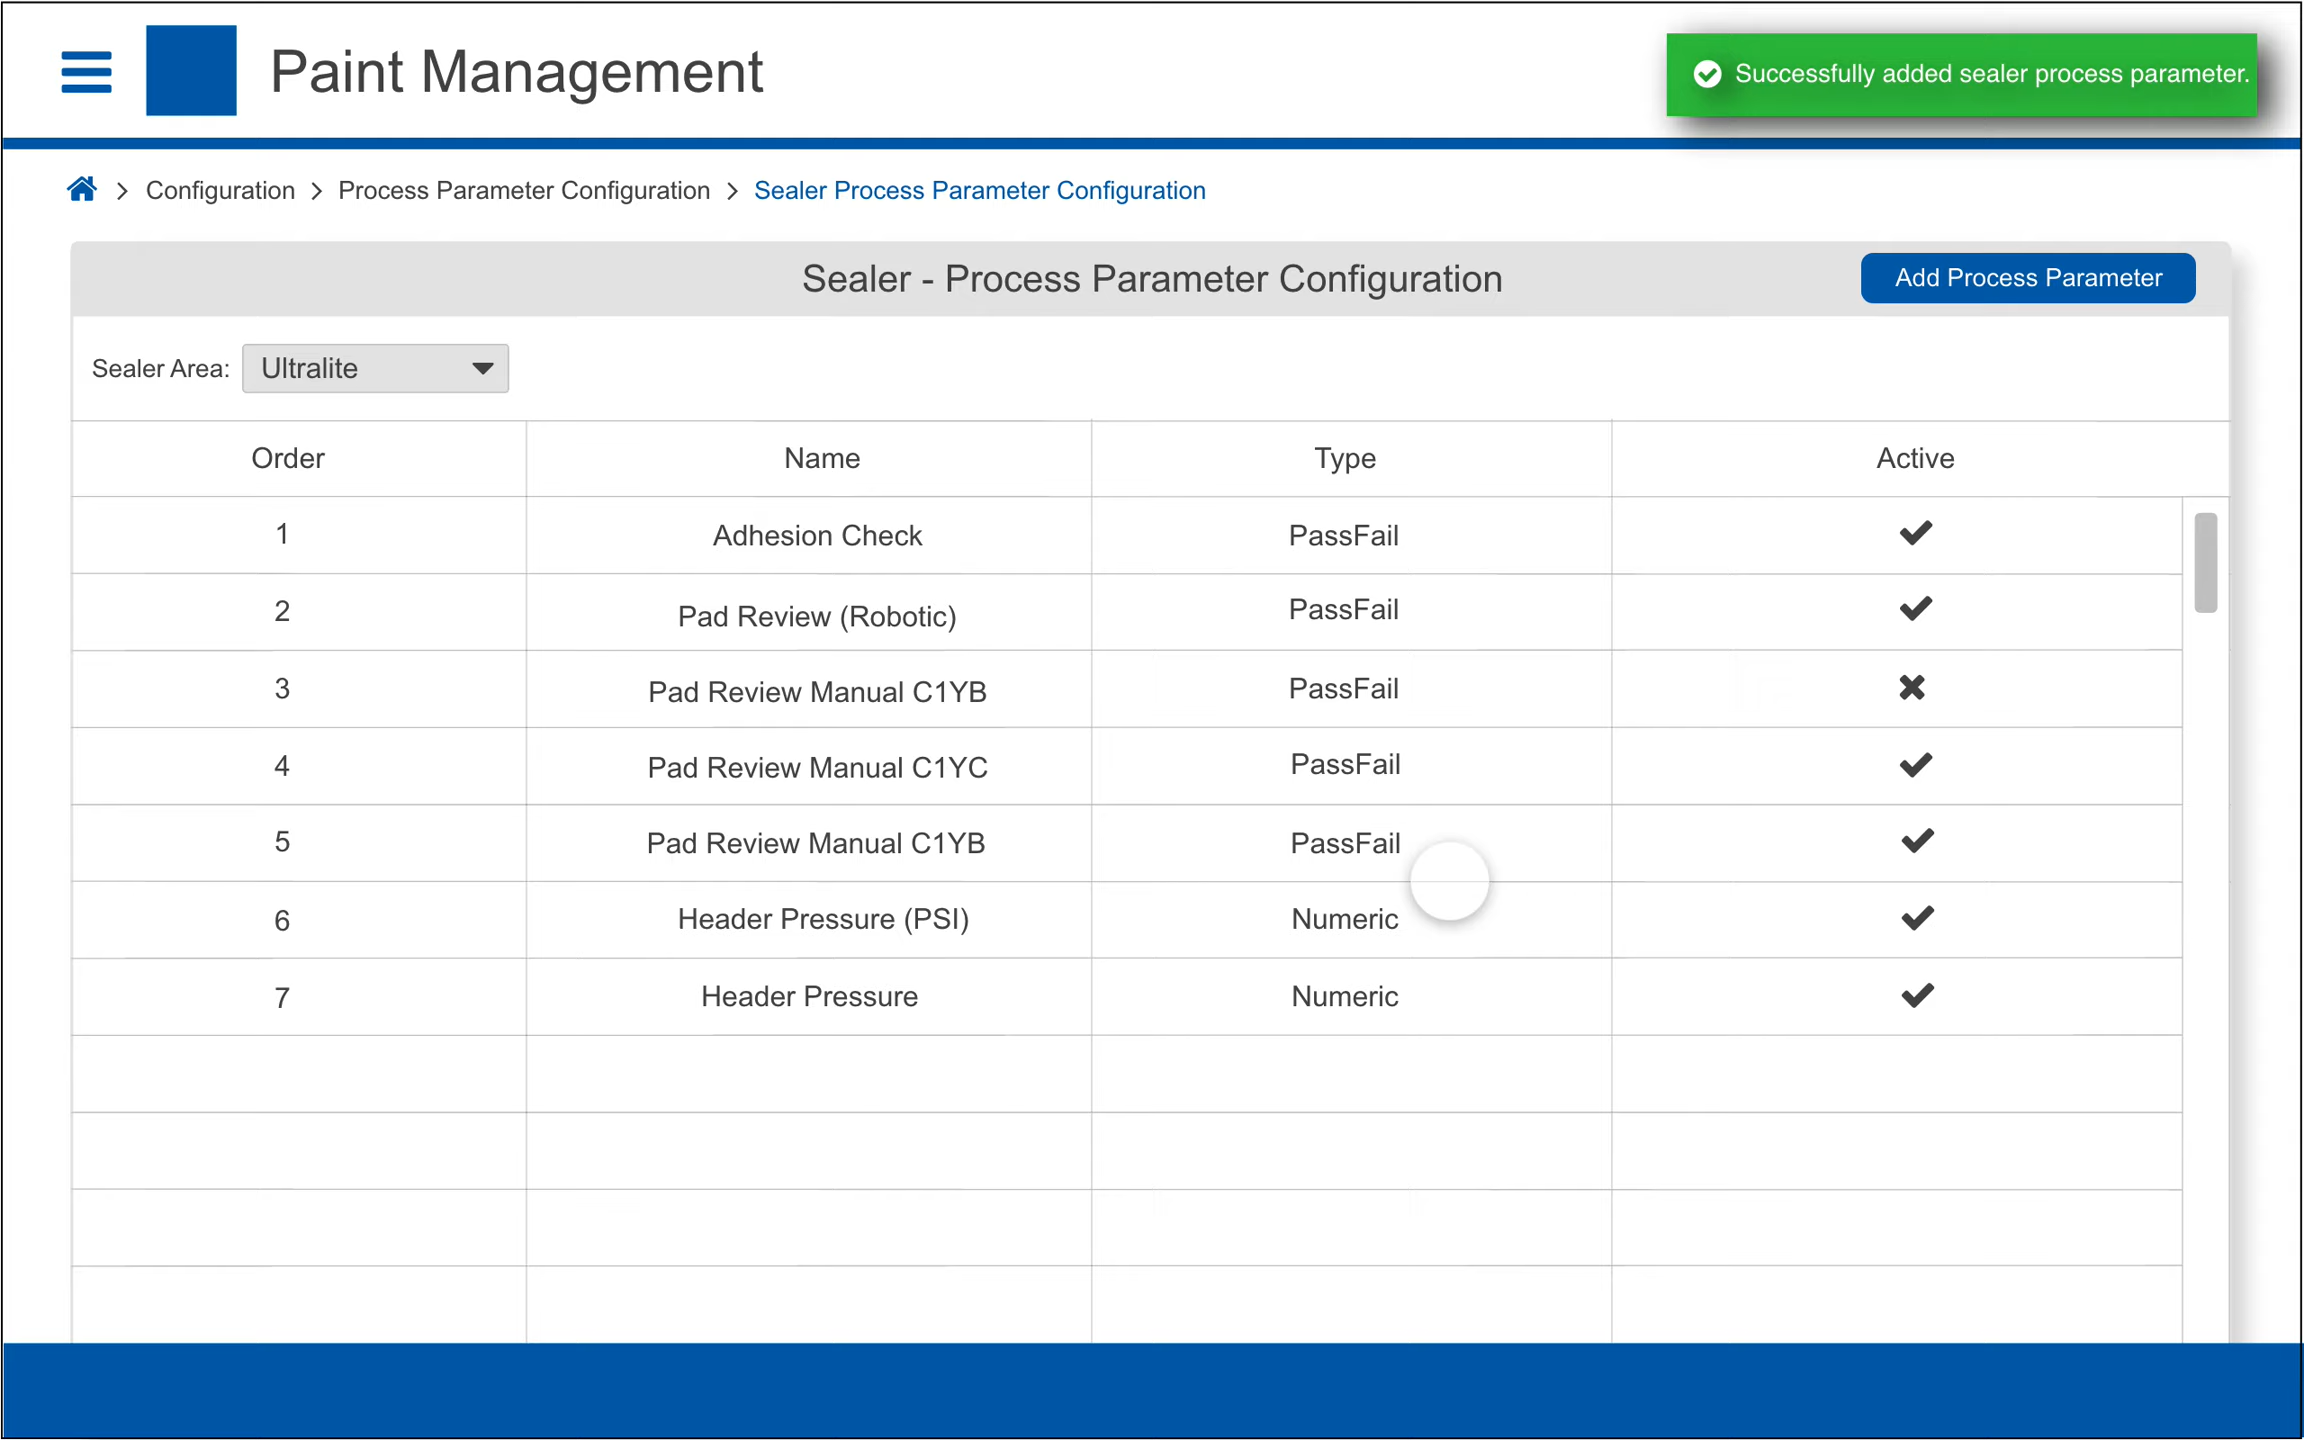 Paint Management
Successfully added sealer process parameter.
Configuration > Process Parameter Configuration > Sealer Process Parameter Configuration
Sealer - Process Parameter Configuration
Add Process Parameter
Sealer Area: Ultralite
Order Name Type Active
1 Adhesion Check PassFail
2 Pad Review (Robotic) PassFail
3 Pad Review Manual C1YB PassFail
4 Pad Review Manual C1YC PassFail
5 Pad Review Manual C1YB PassFail
6 Header Pressure (PSI) Numeric
7 Header Pressure Numeric